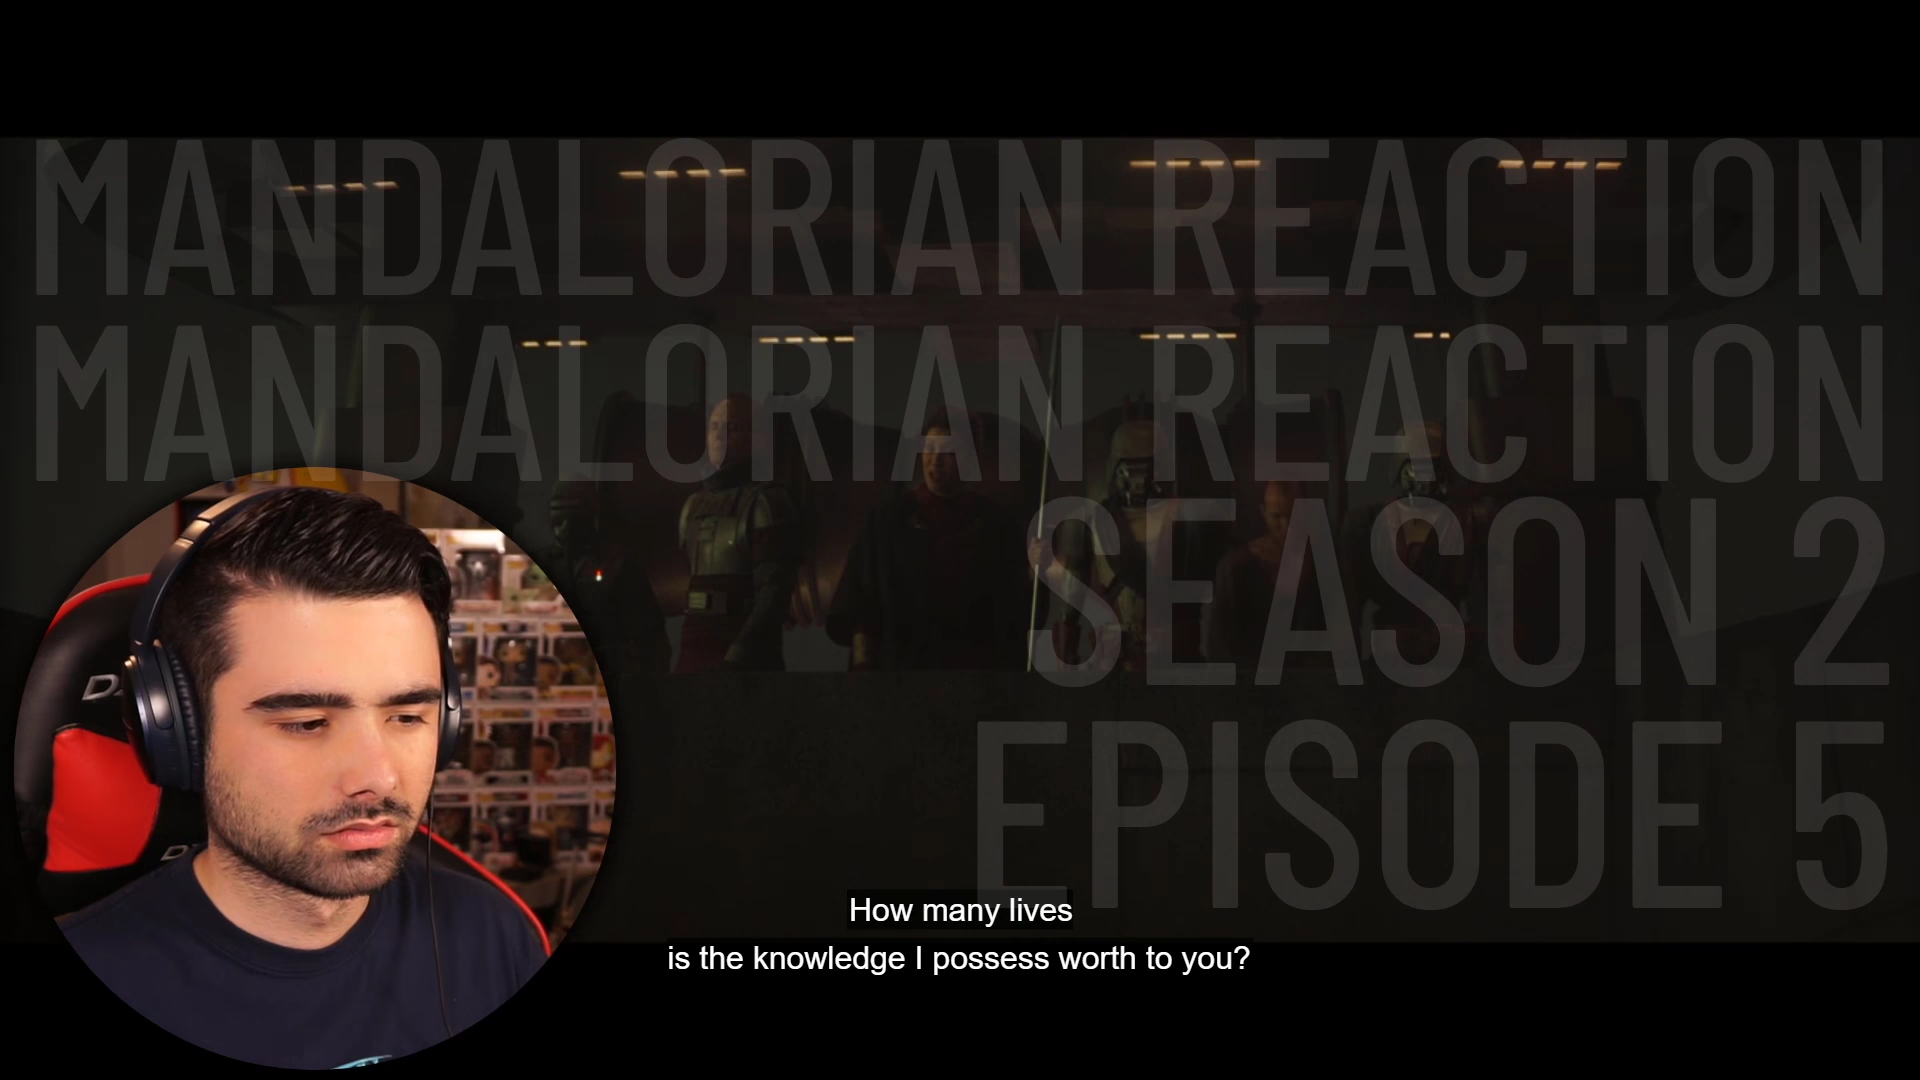 MANDALORIAN REACTION
MANDALORIAN REACTION
SEASON 2
EPISODE 5
How many lives
is the knowledge I possess worth to you?